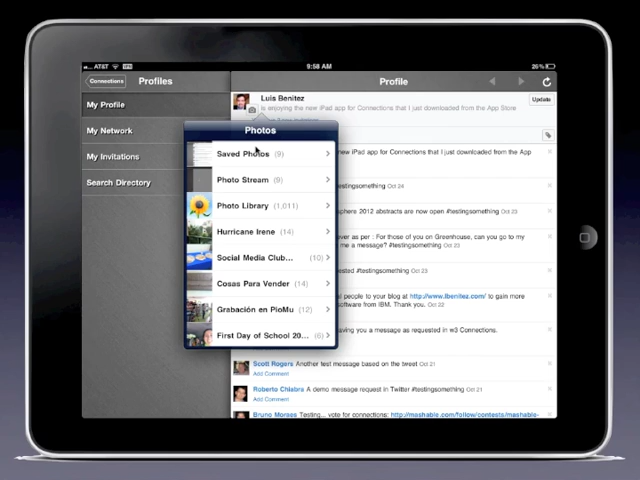 AT&T
VPN
9:58 AM
26%
Connections
Profiles
Profile
My Profile
My Network
My Invitations
Search Directory
Luis Benitez
is enjoying the new iPad app for Connections that I just downloaded from the App Store
Update
Photos
Saved Photos (9)
Photo Stream (9)
Photo Library (1,011)
Hurricane Irene (14)
Social Media Club... (10)
Cosas Para Vender (14)
Grabación en PioMu (12)
First Day of School 20... (6)
new iPad app for Connections that I just downloaded from the App
#testingsomething Oct 24
sphere 2012 abstracts are now open #testingsomething Oct 23
ever as per : For those of you on Greenhouse, can you go to my
me a message? #testingsomething Oct 23
ested #testingsomething Oct 23
al people to your blog at http://www.lbenitez.com/ to gain more
software from IBM. Thank you. Oct 22
aving you a message as requested in w3 Connections.
Scott Rogers Another test message based on the tweet Oct 21
Add Comment
Roberto Chiabra A demo message request in Twitter #testingsomething Oct 21
Add Comment
Bruno Moraes Testing... vote for connections: http://mashable.com/follow/contests/mashable-